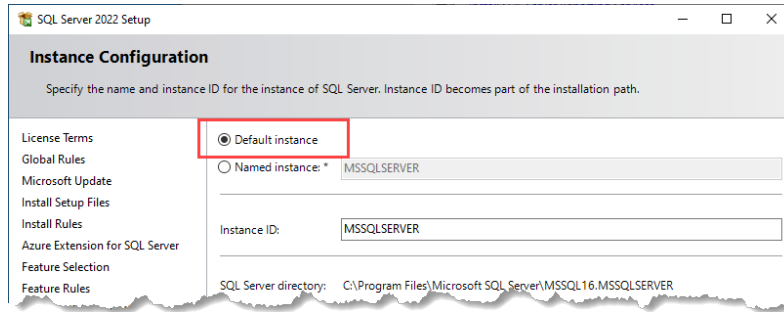 SQL Server 2022 Setup
Instance Configuration
Specify the name and instance ID for the instance of SQL Server. Instance ID becomes part of the installation path.
License Terms
Global Rules
Microsoft Update
Install Setup Files
Install Rules
Azure Extension for SQL Server
Feature Selection
Feature Rules
Default instance
Named instance: * MSSQLSERVER
Instance ID: MSSQLSERVER
SQL Server directory: C:\Program Files\Microsoft SQL Server\MSSQL16.MSSQLSERVER